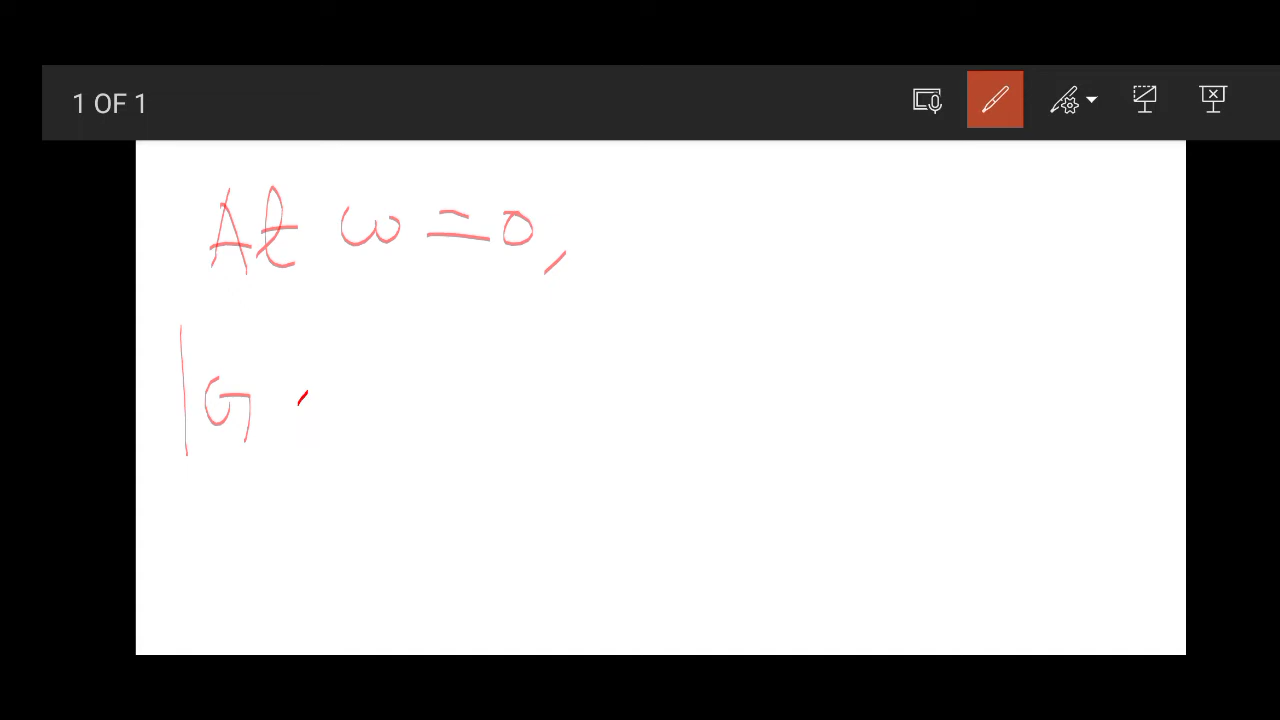 1 OF 1
At ω = 0,
|G